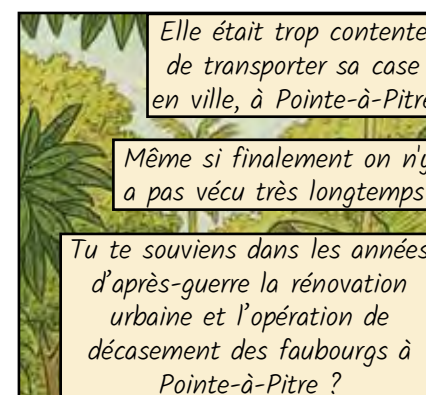 Elle était trop contente
de transporter sa case
en ville, à Pointe-à-Pitre
Même si finalement on n'y
a pas vécu très longtemps
Tu te souviens dans les années
d'après-guerre la rénovation
urbaine et l'opération de
décasement des faubourgs à
Pointe-à-Pitre ?